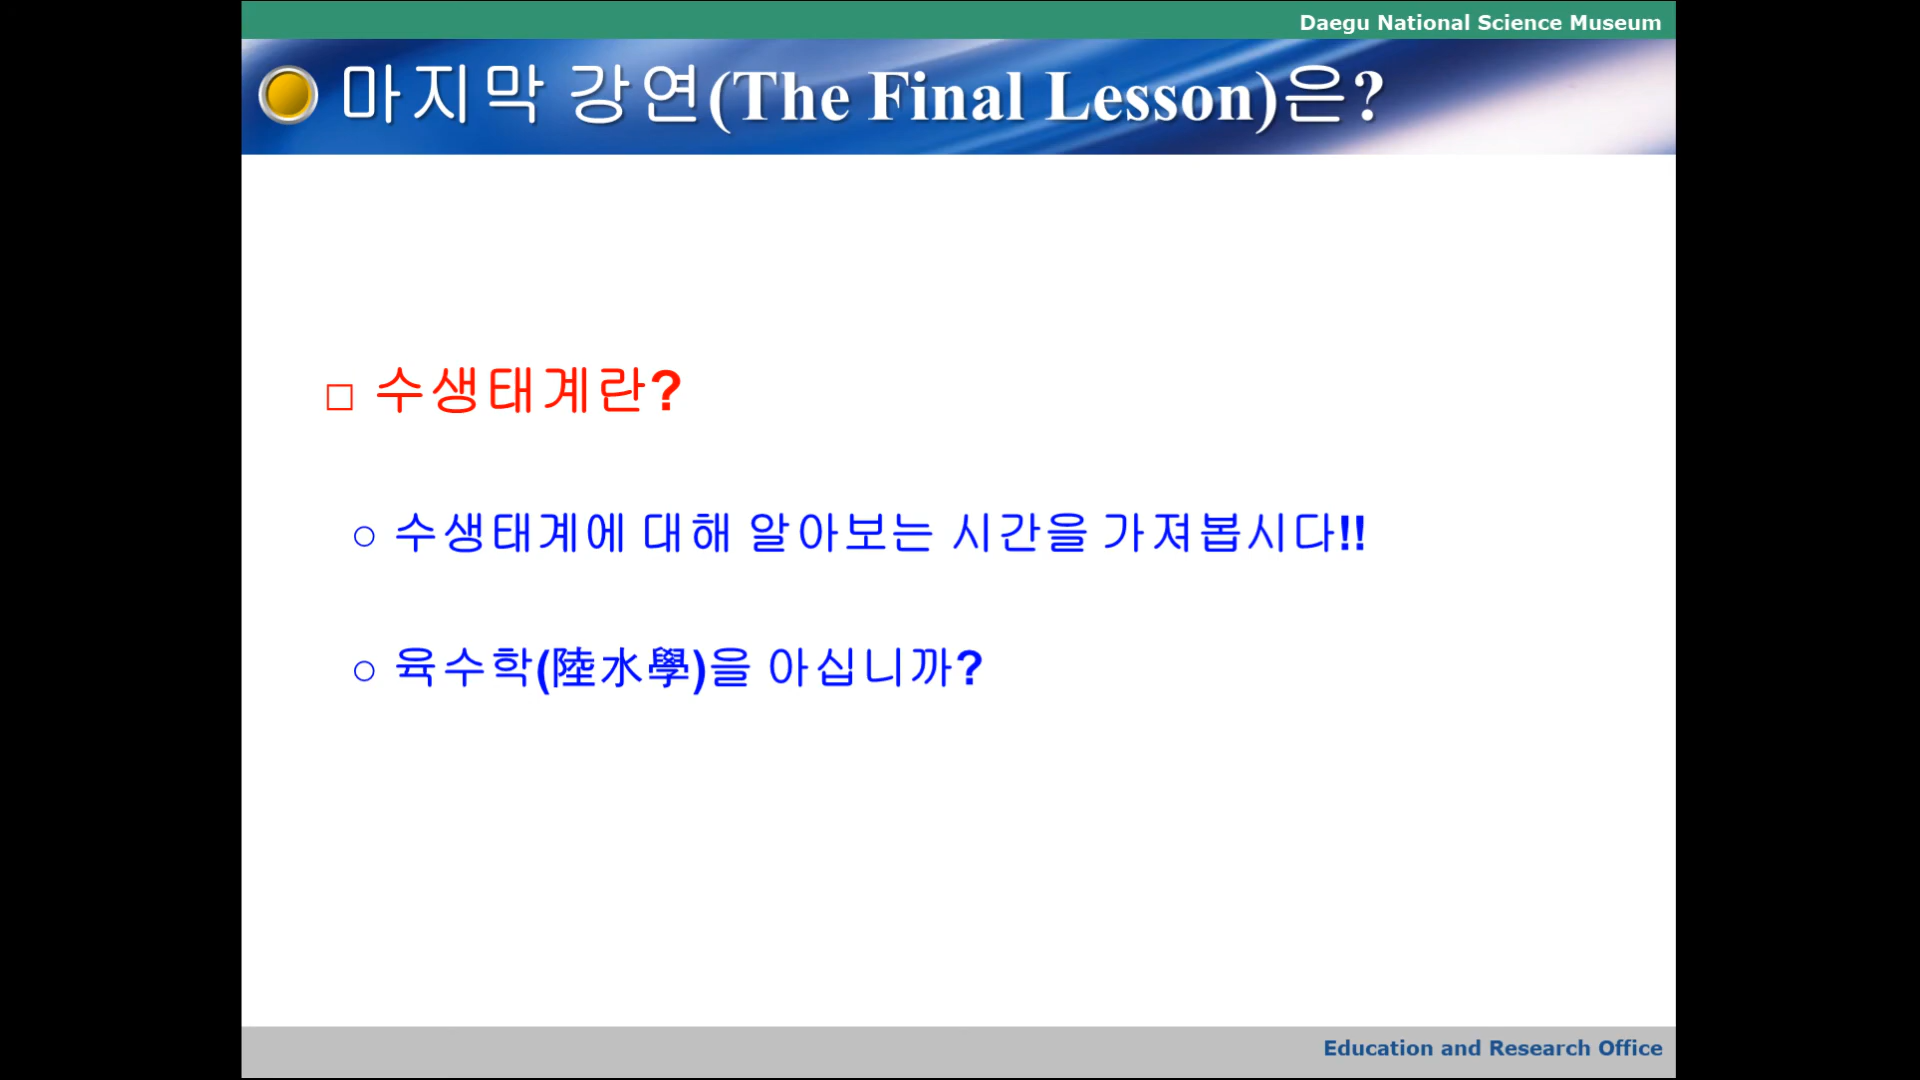 Daegu National Science Museum
마지막 강연(The Final Lesson)은?
□ 수생태계란?
○ 수생태계에 대해 알아보는 시간을 가져봅시다!!
○ 육수학(陸水學)을 아십니까?
Education and Research Office